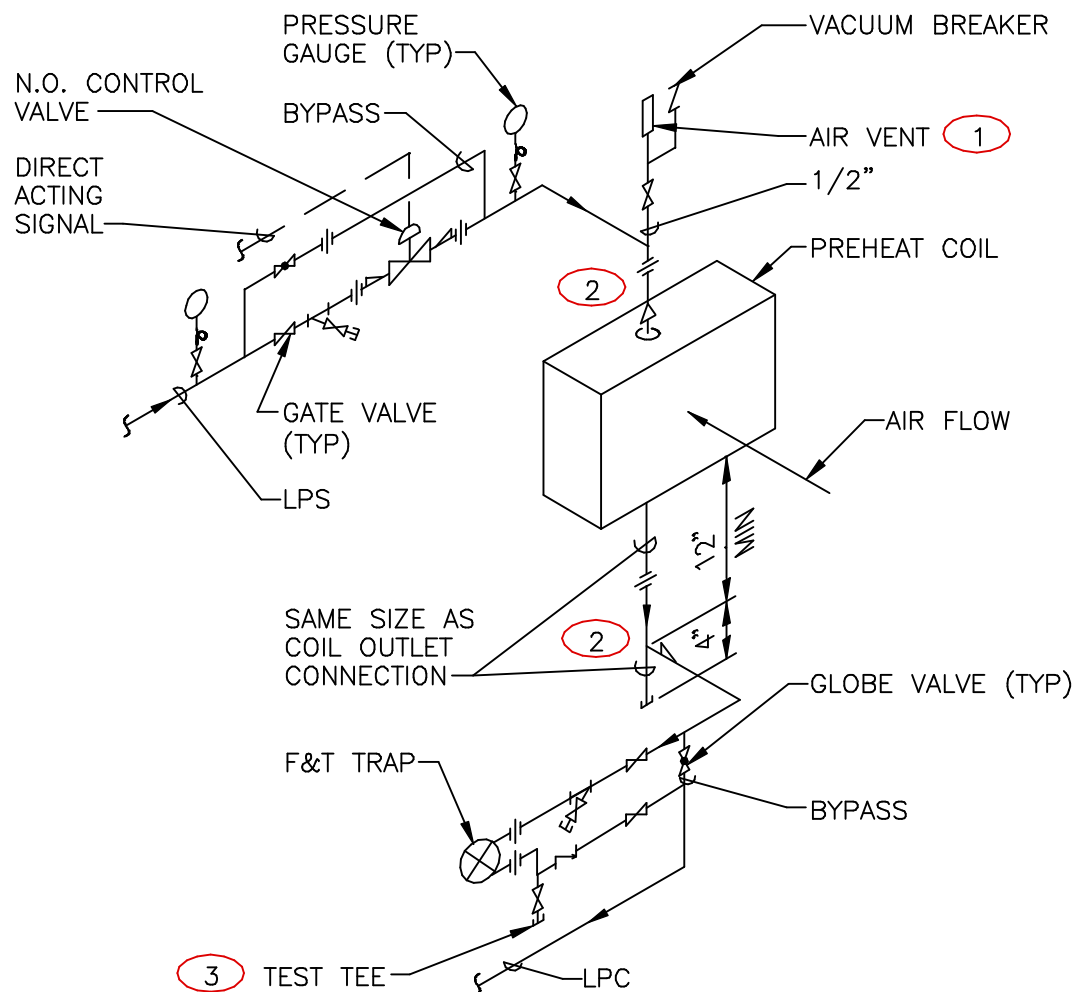 PRESSURE
GAUGE (TYP)
VACUUM BREAKER
N.O. CONTROL
VALVE
BYPASS
AIR VENT 1
DIRECT
ACTING
SIGNAL
1/2"
PREHEAT COIL
2
GATE VALVE
(TYP)
AIR FLOW
LPS
12"
MIN
SAME SIZE AS
COIL OUTLET
CONNECTION
2
4"
GLOBE VALVE (TYP)
F&T TRAP
BYPASS
3 TEST TEE
LPC